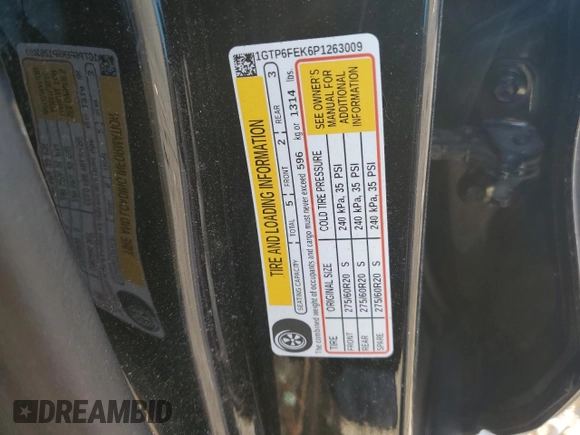 1GTP6FEK6P1263009
TIRE AND LOADING INFORMATION
SEATING CAPACITY TOTAL 5 FRONT 2 REAR 3
The combined weight of occupants and cargo must never exceed 596 kg or 1314 lbs.
TIRE ORIGINAL SIZE COLD TIRE PRESSURE
FRONT 275/60R20 S 240 kPa, 35 PSI
REAR 275/60R20 S 240 kPa, 35 PSI
SPARE 275/60R20 S 240 kPa, 35 PSI
SEE OWNER'S
MANUAL FOR
ADDITIONAL
INFORMATION
DREAMBID